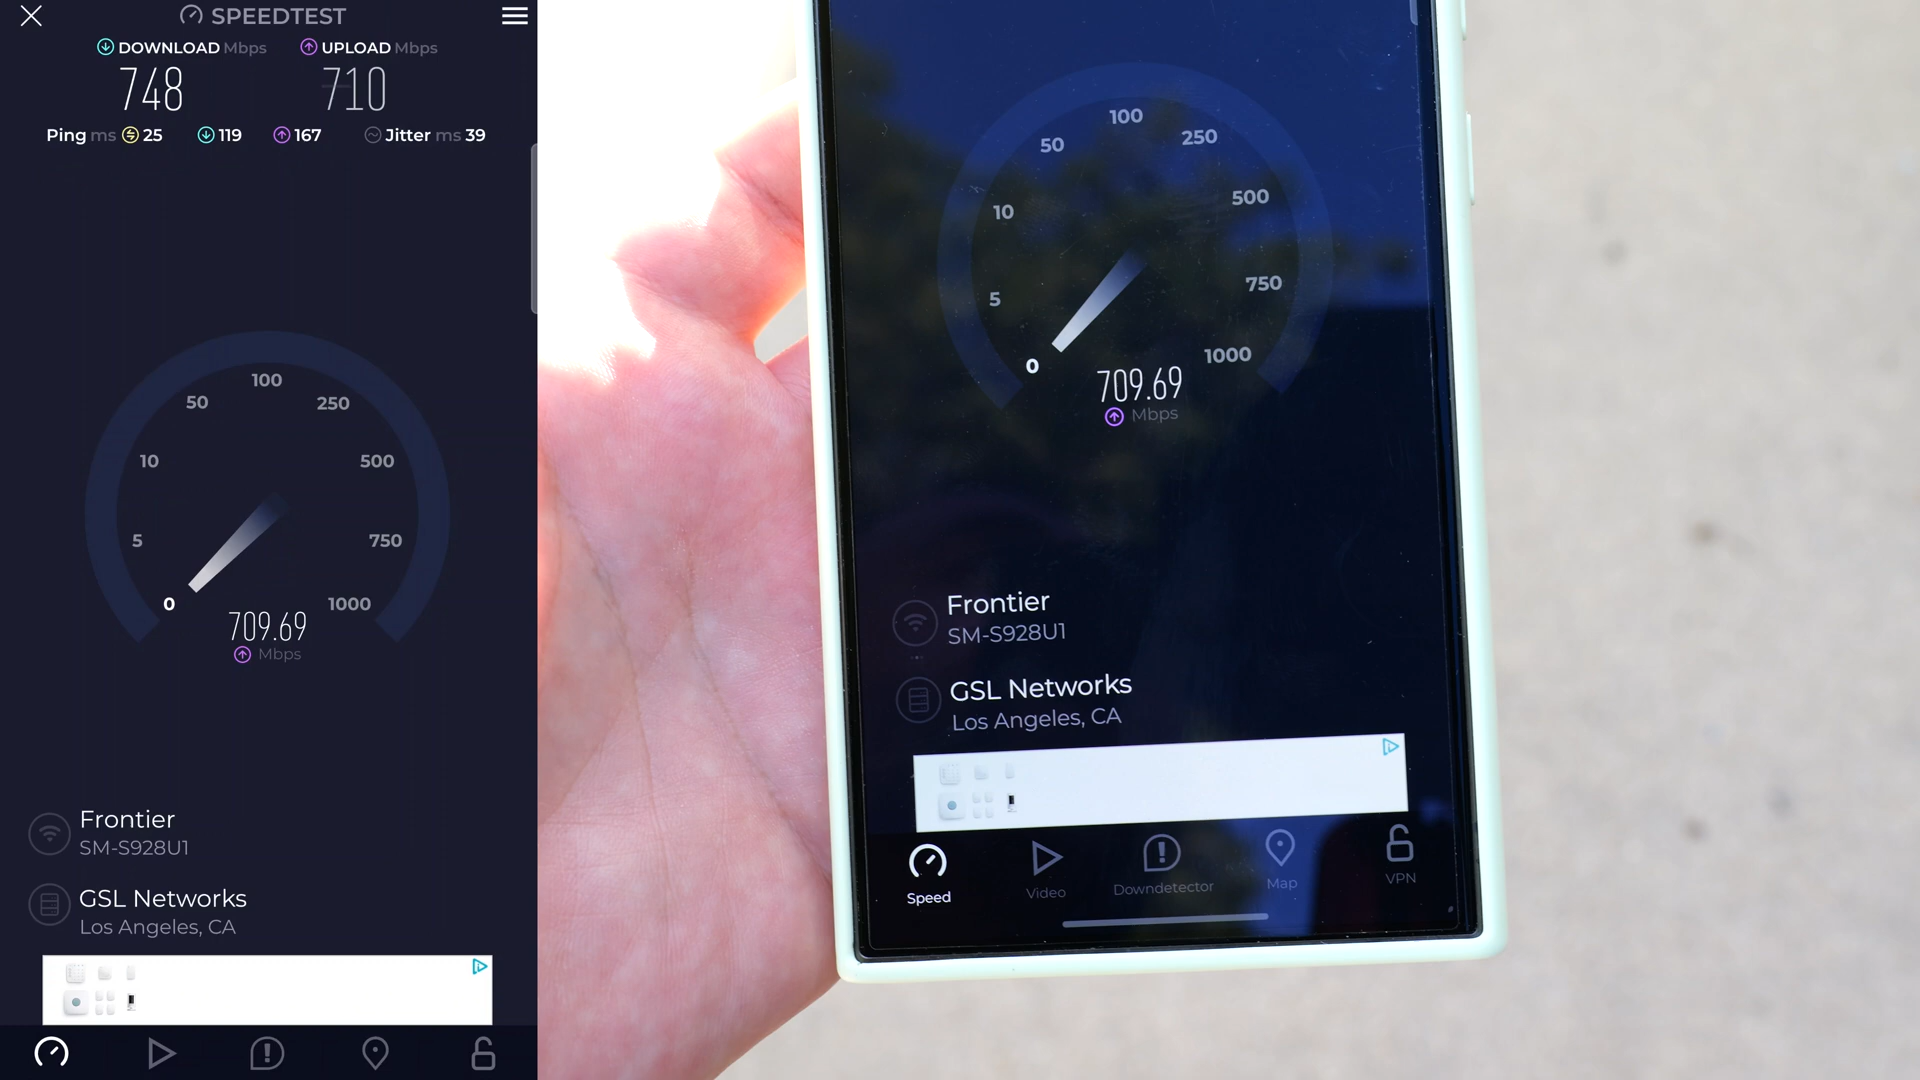 SPEEDTEST
DOWNLOAD Mbps
UPLOAD Mbps
748
710
Ping ms 25 119 167 Jitter ms 39
100
50
250
10
500
5
750
0
1000
709.69
Mbps
Frontier
SM-S928U1
GSL Networks
Los Angeles, CA
100
50
250
10
500
5
750
0
1000
709.69
Mbps
Frontier
SM-S928U1
GSL Networks
Los Angeles, CA
Speed
Video
Downdetector
Map
VPN